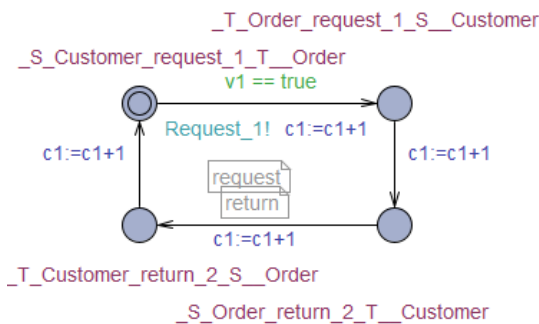 _T_Order_request_1_S__Customer
_S_Customer_request_1_T__Order
v1 == true
Request_1! c1:=c1+1
c1:=c1+1 c1:=c1+1
request
return
c1:=c1+1
_T_Customer_return_2_S__Order
_S_Order_return_2_T__Customer